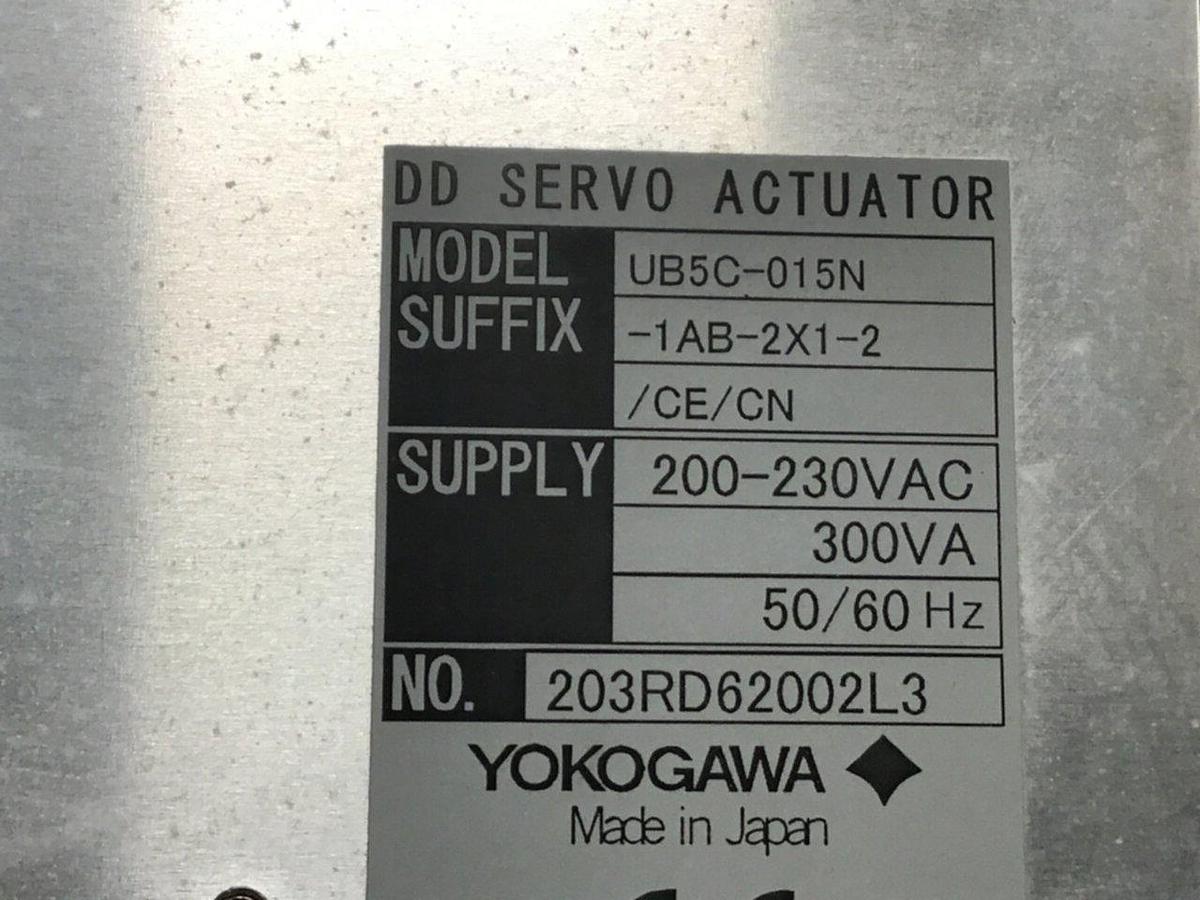 DD SERVO ACTUATOR
MODEL UB5C-015N
SUFFIX -1AB-2X1-2
/CE/CN
SUPPLY 200-230VAC
300VA
50/60 Hz
NO. 203RD62002L3
YOKOGAWA
Made in Japan